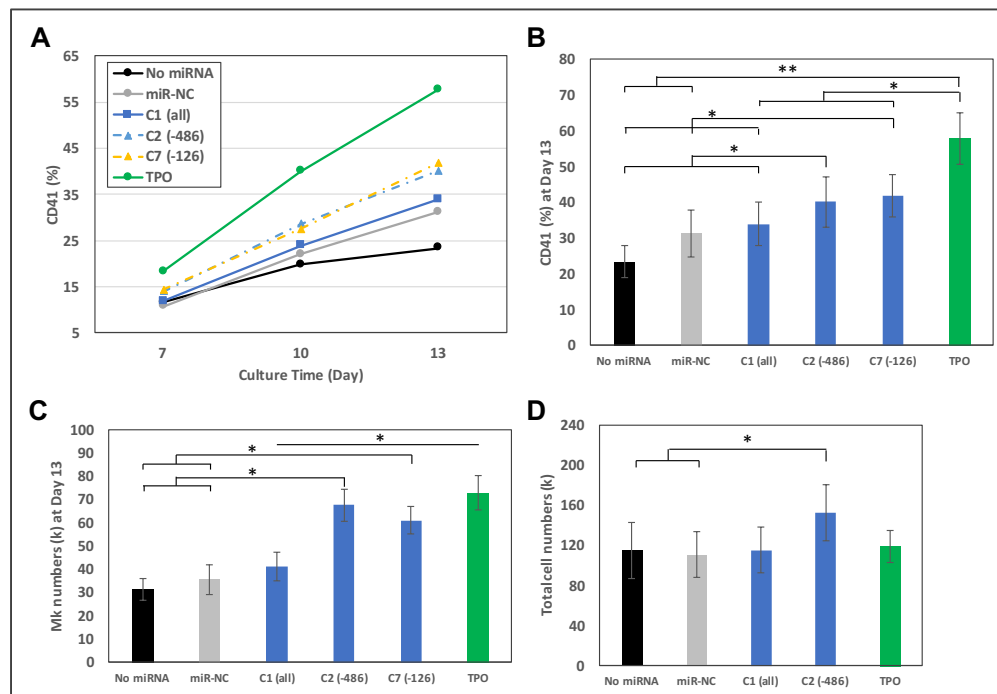 A
65
55
45
35
25
15
5
CD41 (%)
No miRNA
miR-NC
C1 (all)
C2 (-486)
C7 (-126)
TPO
7 10 13
Culture Time (Day)
B
80
70
60
50
40
30
20
10
0
CD41 (%) at Day 13
**
*
*
*
No miRNA miR-NC C1 (all) C2 (-486) C7 (-126) TPO
C
100
90
80
70
60
50
40
30
20
10
0
Mk numbers (k) at Day 13
*
*
*
No miRNA miR-NC C1 (all) C2 (-486) C7 (-126) TPO
D
240
200
160
120
80
40
0
Totalcell numbers (k)
*
No miRNA miR-NC C1 (all) C2 (-486) C7 (-126) TPO